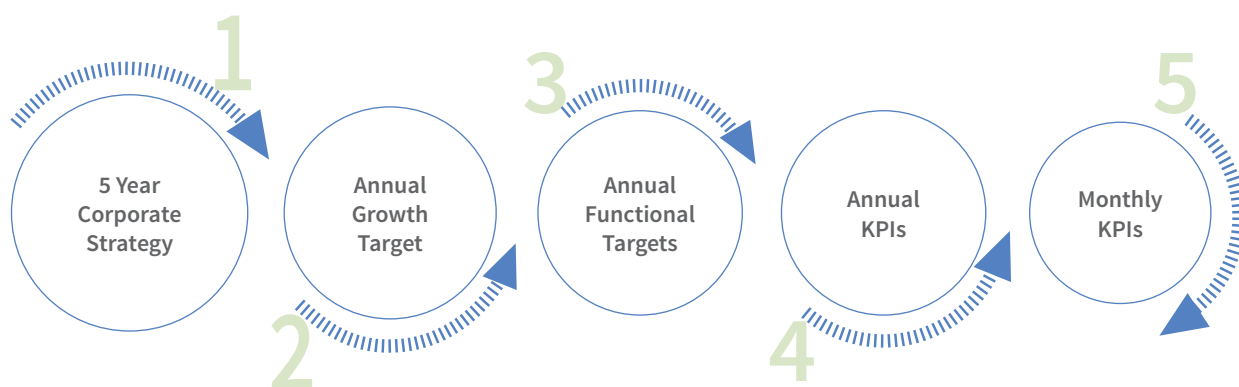 1
5 Year
Corporate
Strategy
2
Annual
Growth
Target
3
Annual
Functional
Targets
4
Annual
KPIs
5
Monthly
KPIs